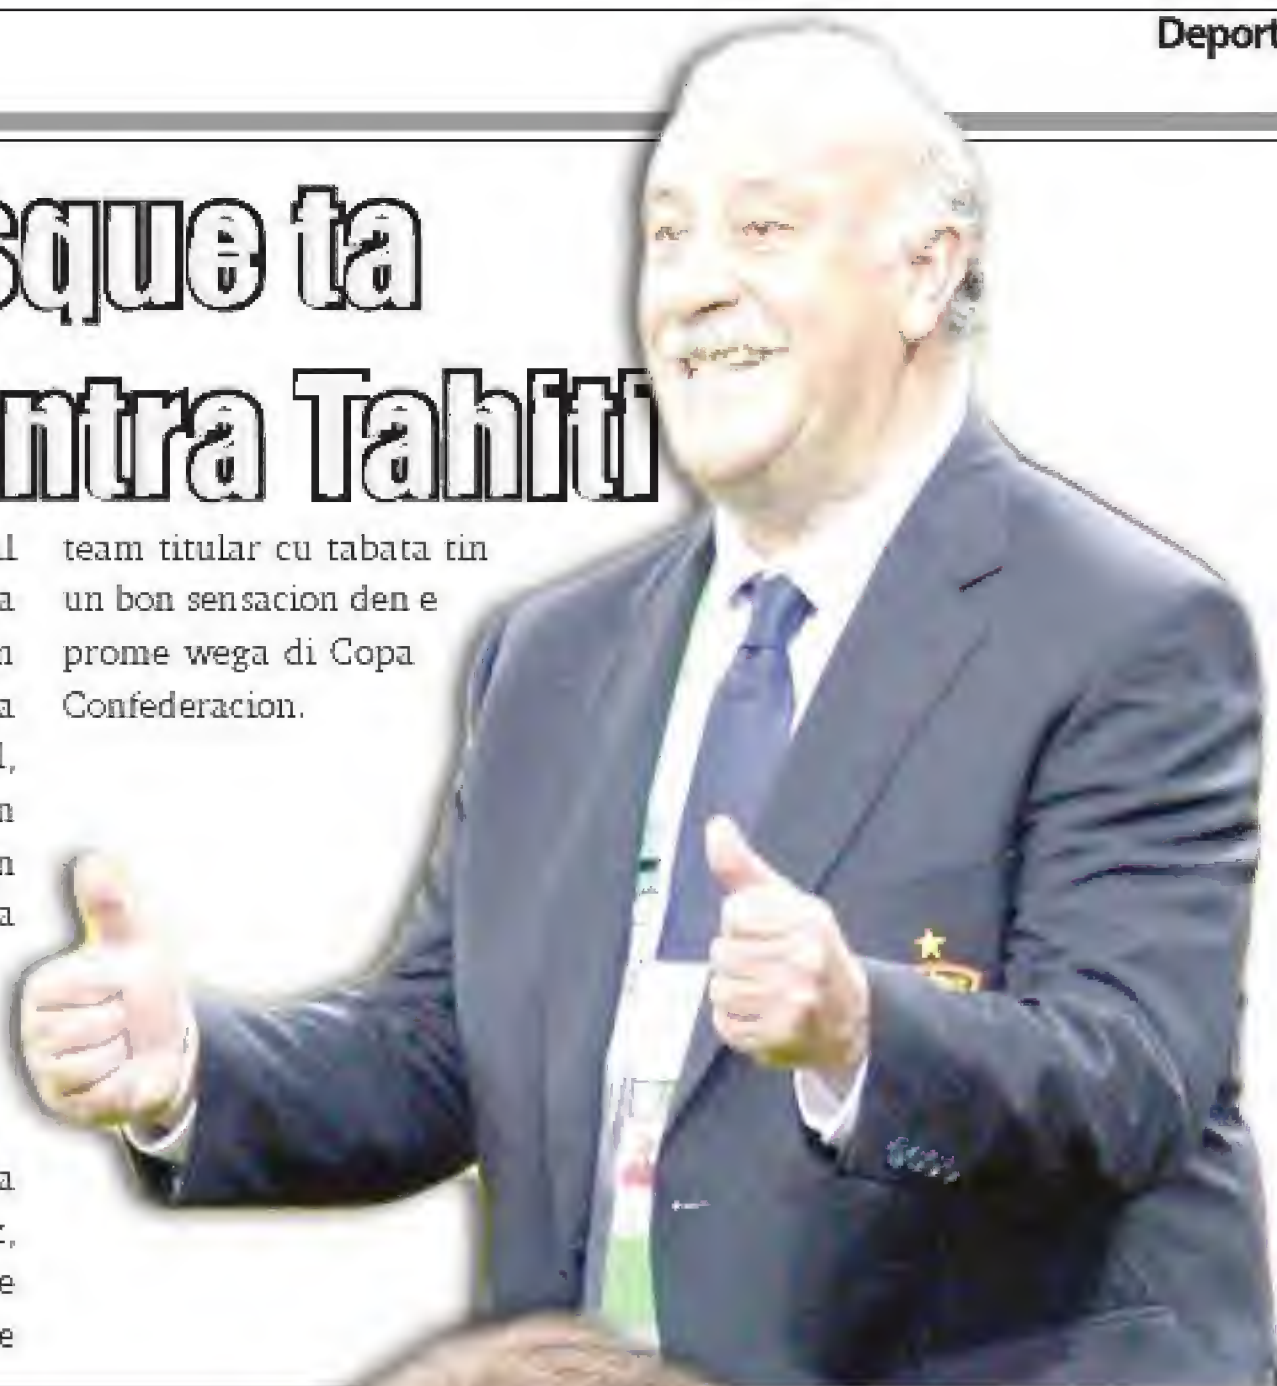 Deport
sque ta
ntra Tahiti
l
a
n
a
l,
n
n
a
a
r,
e
e
team titular cu tabata tin
un bon sensacion den e
prome wega di Copa
Confederacion.